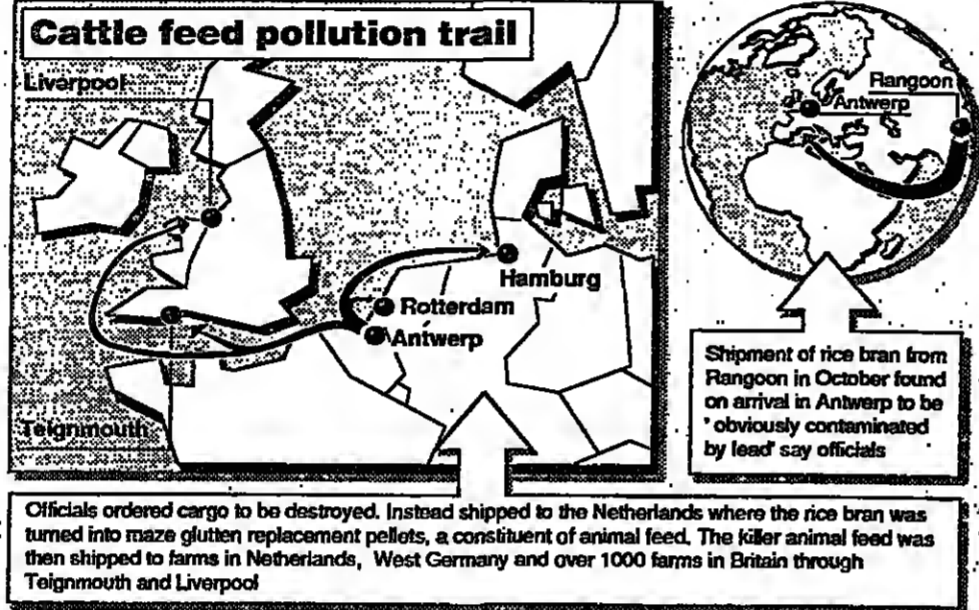 Cattle feed pollution trail
Liverpool
Hamburg
Rotterdam
Antwerp
Teignmouth
Rangoon
Antwerp
Shipment of rice bran from
Rangoon in October found
on arrival in Antwerp to be
'obviously contaminated
by lead' say officials
Officials ordered cargo to be destroyed. Instead shipped to the Netherlands where the rice bran was
turned into maze glutten replacement pellets, a constituent of animal feed. The killer animal feed was
then shipped to farms in Netherlands, West Germany and over 1000 farms in Britain through
Teignmouth and Liverpool